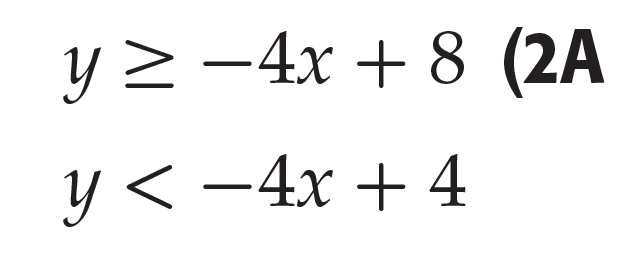 y ≥ −4x + 8 (2A
y < −4x + 4